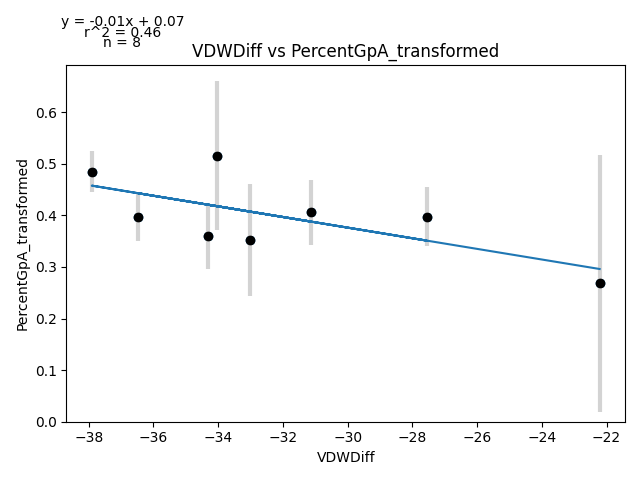 y = -0.01x + 0.07
r^2 = 0.46
n = 8
VDWDiff vs PercentGpA_transformed
0.6
0.5
0.4
0.3
0.2
0.1
0.0
PercentGpA_transformed
−38 −36 −34 −32 −30 −28 −26 −24 −22
VDWDiff